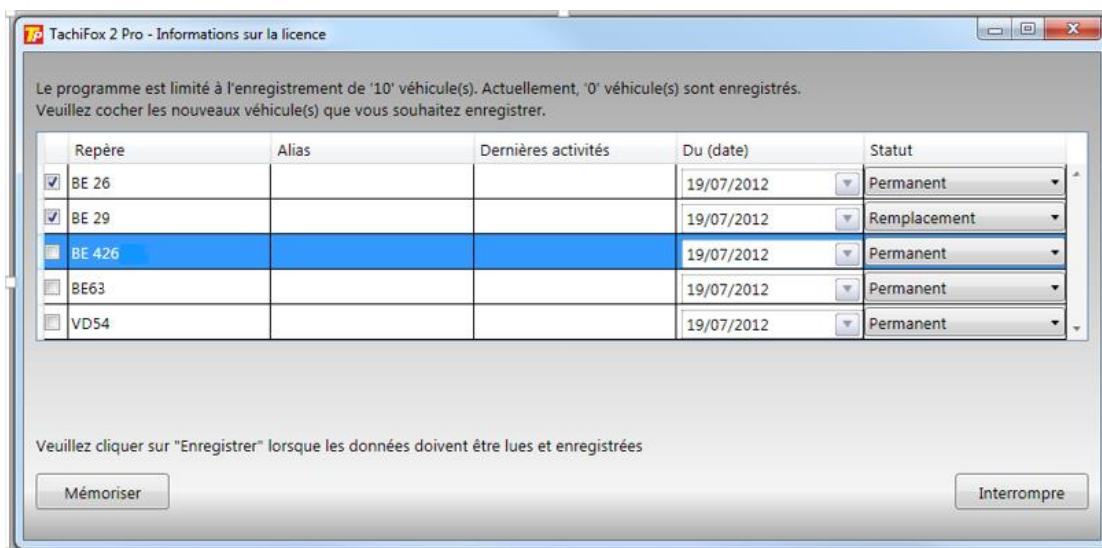 TP TachiFox 2 Pro - Informations sur la licence
Le programme est limité à l'enregistrement de '10' véhicule(s). Actuellement, '0' véhicule(s) sont enregistrés.
Veuillez cocher les nouveaux véhicule(s) que vous souhaitez enregistrer.
Repère Alias Dernières activités Du (date) Statut
BE 26 19/07/2012 Permanent
BE 29 19/07/2012 Remplacement
BE 426 19/07/2012 Permanent
BE63 19/07/2012 Permanent
VD54 19/07/2012 Permanent
Veuillez cliquer sur "Enregistrer" lorsque les données doivent être lues et enregistrées
Mémoriser Interrompre